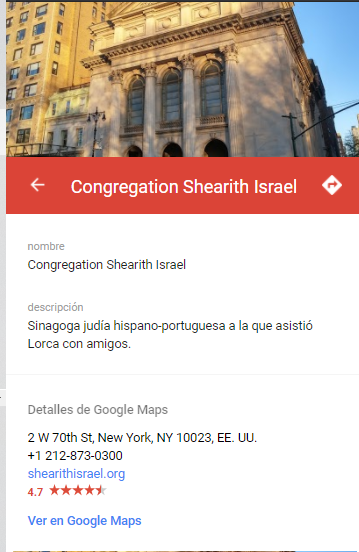 Congregation Shearith Israel
nombre
Congregation Shearith Israel
descripción
Sinagoga judía hispano-portuguesa a la que asistió
Lorca con amigos.
Detalles de Google Maps
2 W 70th St, New York, NY 10023, EE. UU.
+1 212-873-0300
shearithisrael.org
4.7
Ver en Google Maps